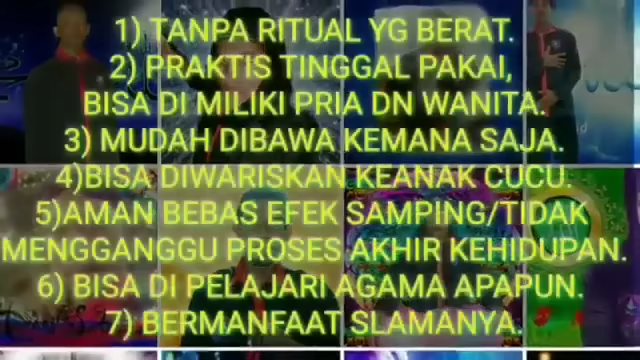 1) TANPA RITUAL YG BERAT.
2) PRAKTIS TINGGAL PAKAI,
BISA DI MILIKI PRIA DN WANITA.
3) MUDAH DIBAWA KEMANA SAJA.
4)BISA DIWARISKAN KEANAK CUCU
5)AMAN BEBAS EFEK SAMPING/TIDAK
MENGGANGGU PROSES AKHIR KEHIDUPAN.
6) BISA DI PELAJARI AGAMA APAPUN.
7) BERMANFAAT SLAMANYA.